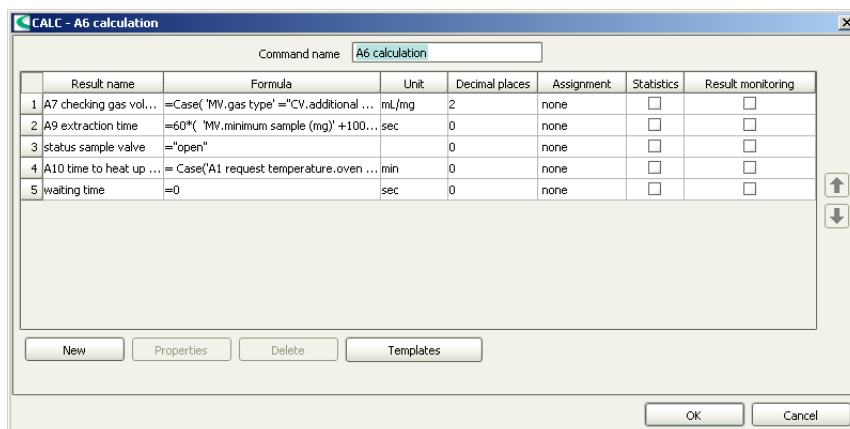 CALC - A6 calculation
Command name A6 calculation
Result name Formula Unit Decimal places Assignment Statistics Result monitoring
1 A7 checking gas vol... =Case( 'MV.gas type' ="CV.additional ... mL/mg 2 none
2 A9 extraction time =60*( 'MV.minimum sample (mg)' +100... sec 0 none
3 status sample valve ="open" 0 none
4 A10 time to heat up ... = Case('A1 request temperature.oven ... min 0 none
5 waiting time =0 sec 0 none
New Properties Delete Templates
OK Cancel